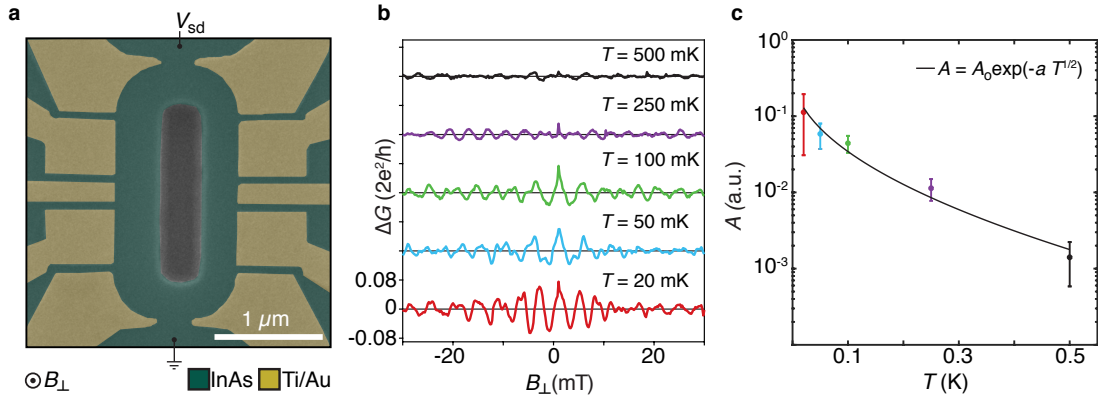 a
V_sd
1 μm
⊙ B⊥
InAs
Ti/Au
b
ΔG (2e²/h)
T = 500 mK
T = 250 mK
T = 100 mK
T = 50 mK
T = 20 mK
0.08
0
-0.08
-20
0
20
B⊥(mT)
c
A (a.u.)
10⁰
10⁻¹
10⁻²
10⁻³
A = A₀exp(-a T^1/2)
0.1
0.3
0.5
T (K)